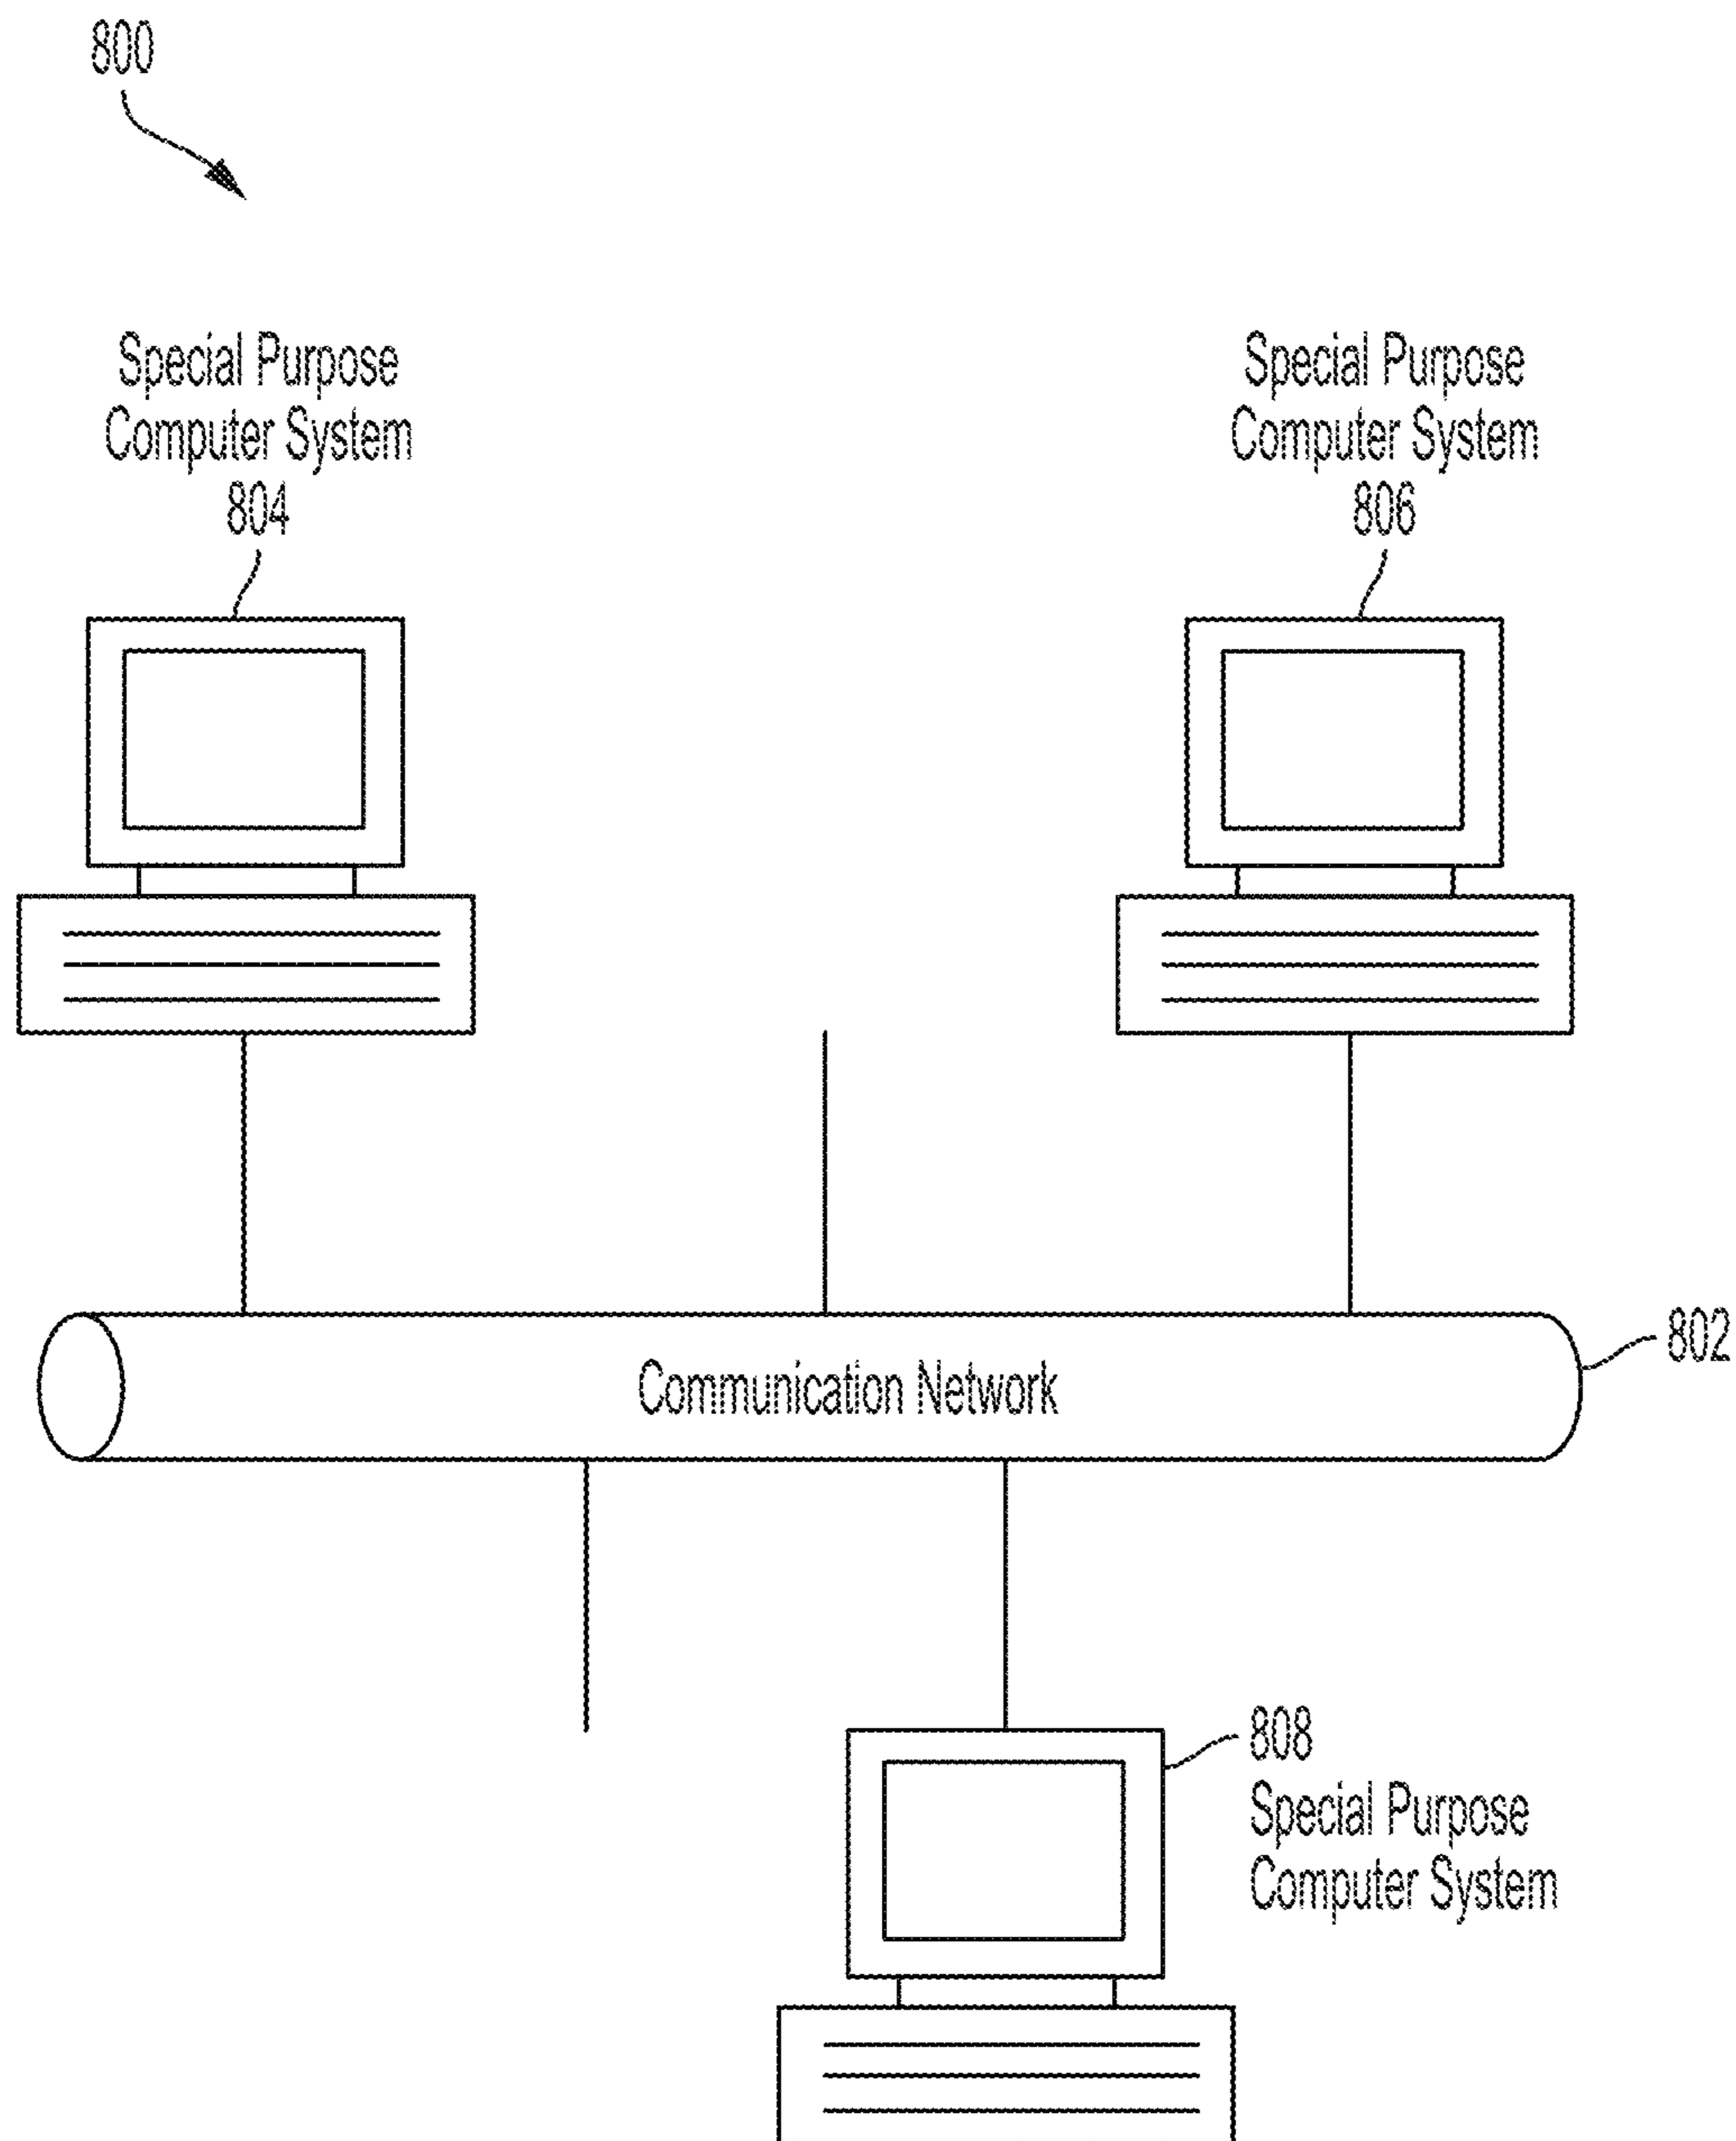 800
Special Purpose
Computer System
804
Special Purpose
Computer System
806
Communication Network
802
808
Special Purpose
Computer System